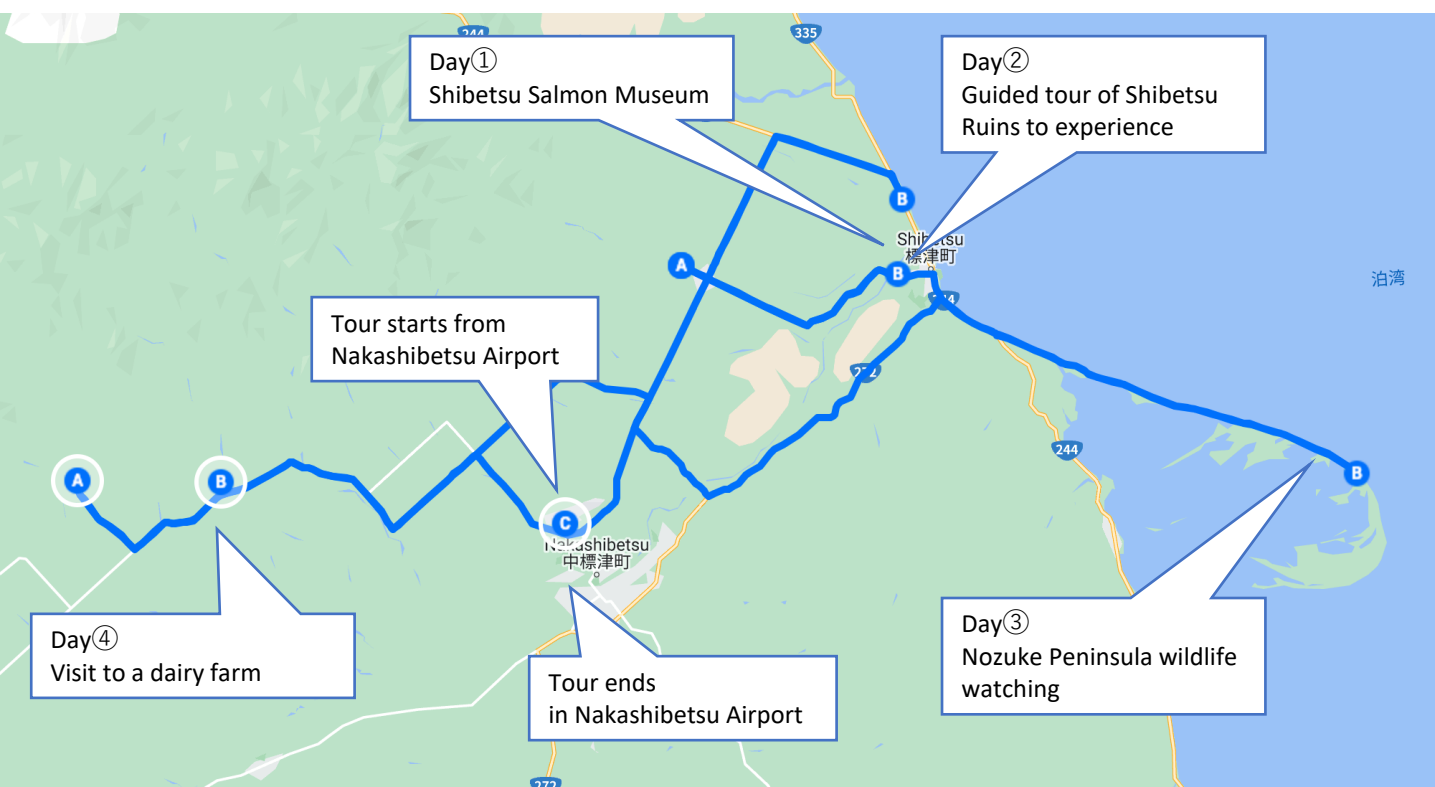 244
335
Day①
Shibetsu Salmon Museum
Day②
Guided tour of Shibetsu
Ruins to experience
B
Shibetsu
標津町
A
B
泊湾
244
Tour starts from
Nakashibetsu Airport
272
244
A
B
B
C
Nakashibetsu
中標津町
Day④
Visit to a dairy farm
Tour ends
in Nakashibetsu Airport
Day③
Nozuke Peninsula wildlife
watching
272